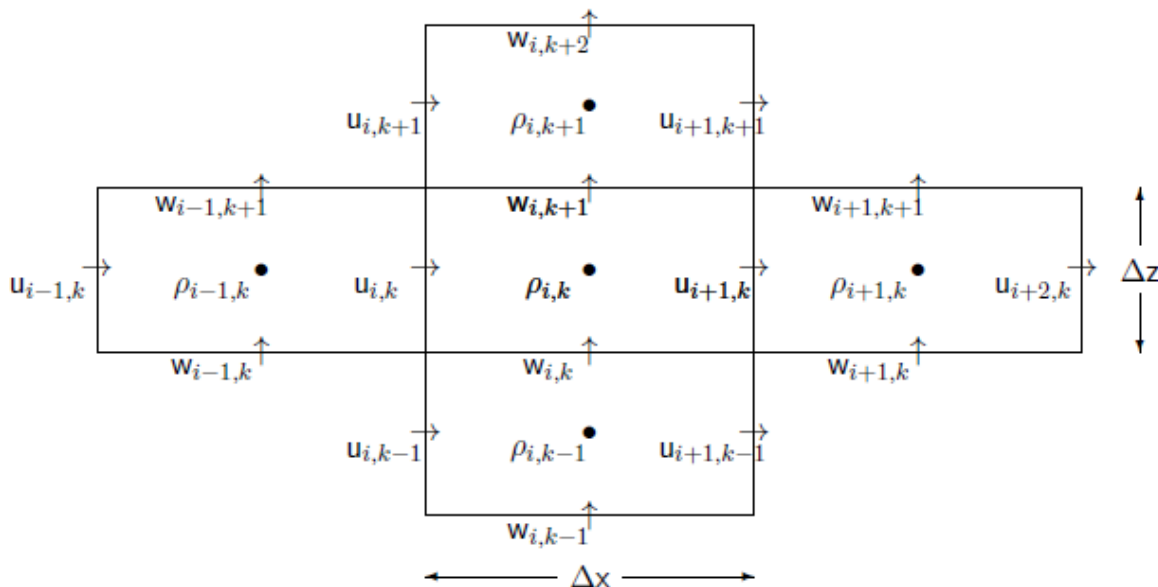 w_{i,k+2}
u_{i,k+1} ρ_{i,k+1} u_{i+1,k+1}
w_{i−1,k+1} w_{i,k+1} w_{i+1,k+1}
u_{i−1,k} ρ_{i−1,k} u_{i,k} ρ_{i,k} u_{i+1,k} ρ_{i+1,k} u_{i+2,k} Δz
w_{i−1,k} w_{i,k} w_{i+1,k}
u_{i,k−1} ρ_{i,k−1} u_{i+1,k−1}
w_{i,k−1}
Δx